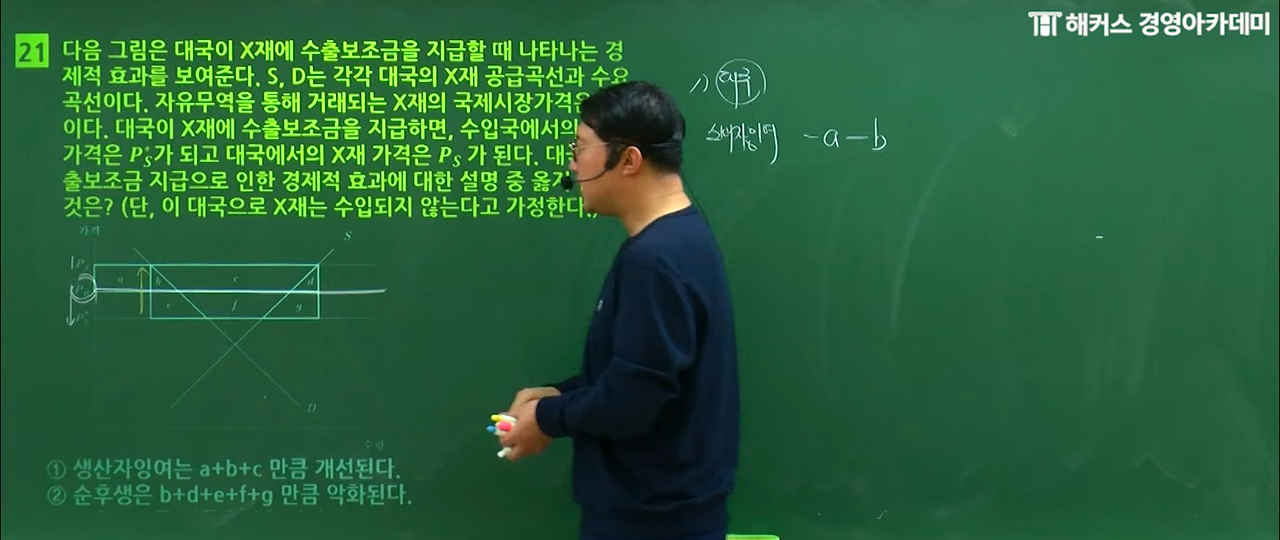 해커스 경영아카데미
21 다음 그림은 대국이 X재에 수출보조금을 지급할 때 나타나는 경
제적 효과를 보여준다. S, D는 각각 대국의 X재 공급곡선과 수요
곡선이다. 자유무역을 통해 거래되는 X재의 국제시장가격은
이다. 대국이 X재에 수출보조금을 지급하면, 수입국에서의
가격은 P*S가 되고 대국에서의 X재 가격은 PS 가 된다.
출보조금 지급으로 인한 경제적 효과에 대한 설명 중
것은? (단, 이 대국으로 X재는 수입되지 않는다고 가정한다.)
1) 대국
소비자잉여 -a-b
가격
S
PS
a b c d
e f g
P*S
D
수량
① 생산자잉여는 a+b+c 만큼 개선된다.
② 순후생은 b+d+e+f+g 만큼 악화된다.